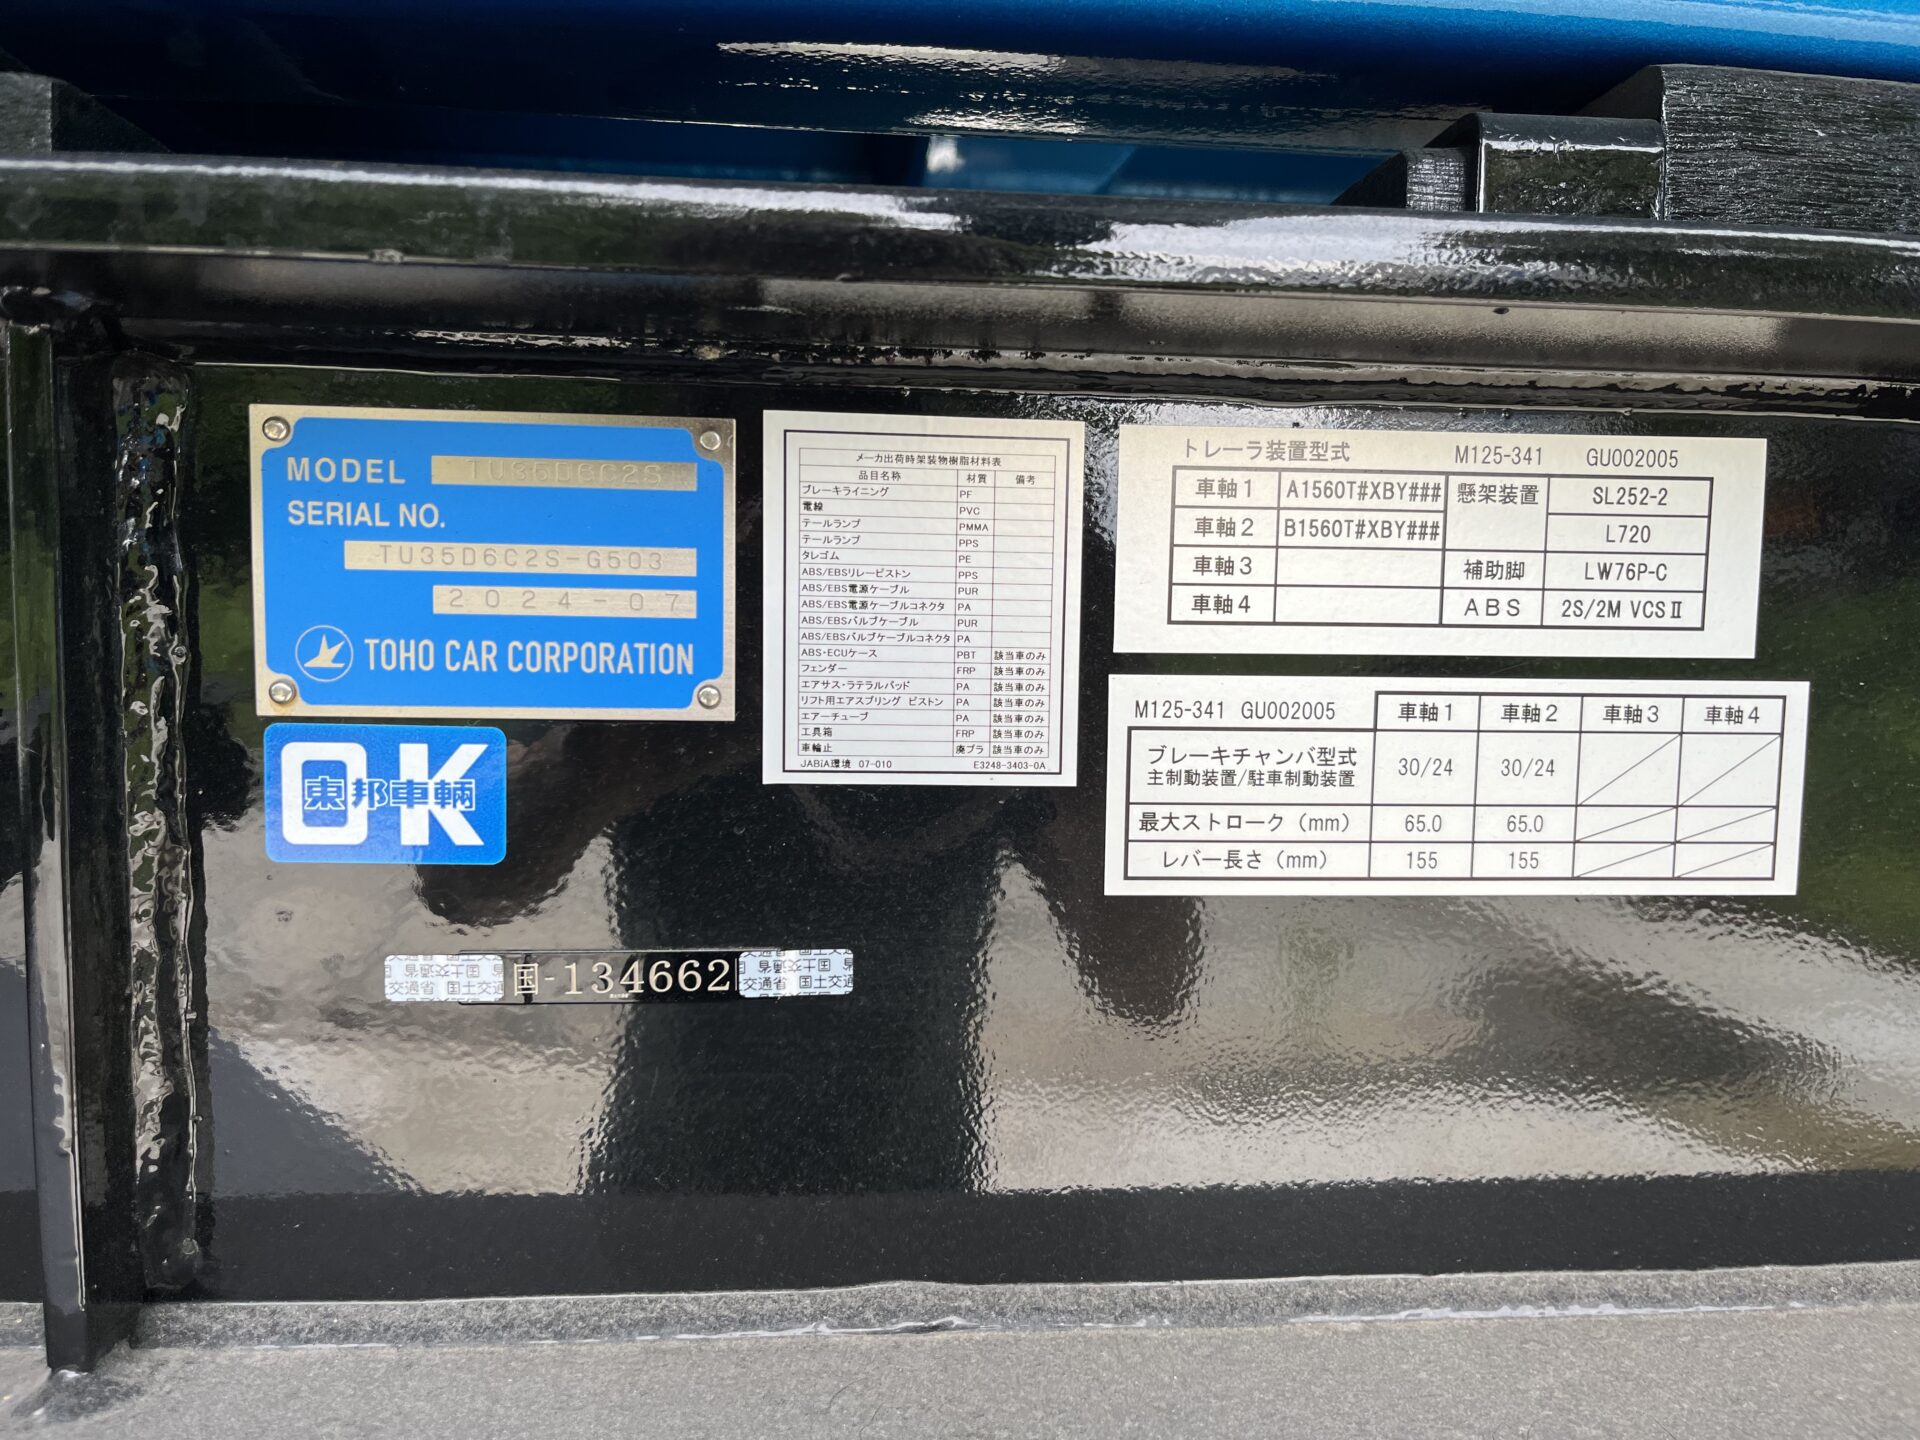 MODEL TU35D6C2S
SERIAL NO.
TU35D6C2S-G503
2024-07
TOHO CAR CORPORATION
OK
東邦車輛
メーカ出荷時架装物樹脂材料表
品目名称 材質 備考
ブレーキライニング PF
電線 PVC
テールランプ PMMA
テールランプ PPS
タレゴム PE
ABS/EBSリレーピストン PPS
ABS/EBS電源ケーブル PUR
ABS/EBS電源ケーブルコネクタ PA
ABS/EBSバルブケーブル PUR
ABS/EBSバルブケーブルコネクタ PA
ABS・ECUケース PBT 該当車のみ
フェンダー FRP 該当車のみ
エアサス・ラテラルパッド PA 該当車のみ
リフト用エアスプリング ピストン PA 該当車のみ
エアーチューブ PA 該当車のみ
工具箱 FRP 該当車のみ
車輪止 廃プラ 該当車のみ
JABIA環境 07-010 E3248-3403-0A
トレーラ装置型式 M125-341 GU002005
車軸1 A1560T#XBY### 懸架装置 SL252-2
車軸2 B1560T#XBY### L720
車軸3 補助脚 LW76P-C
車軸4 ABS 2S/2M VCSⅡ
M125-341 GU002005 車軸1 車軸2 車軸3 車軸4
ブレーキチャンバ型式
主制動装置/駐車制動装置 30/24 30/24
最大ストローク（mm） 65.0 65.0
レバー長さ（mm） 155 155
国-134662
国土交通省
国土交通省